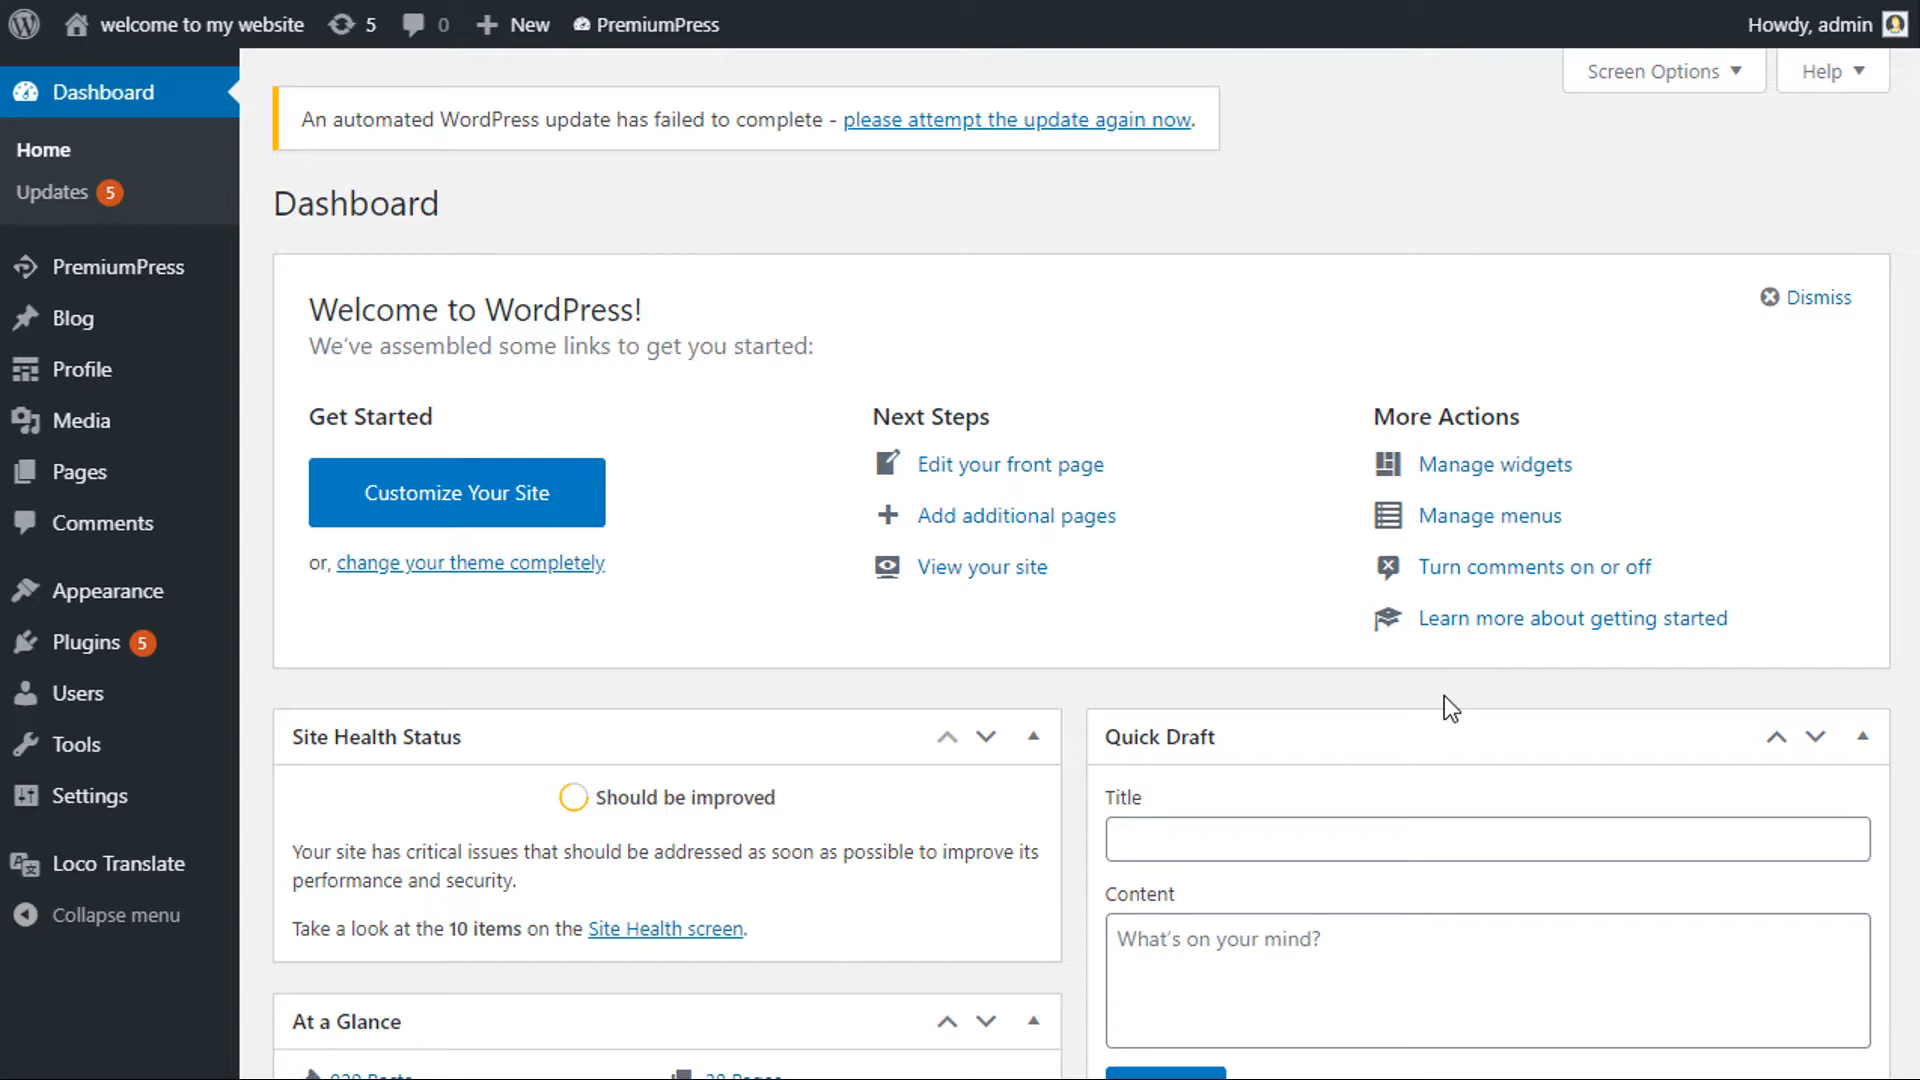 welcome to my website 5 0 New PremiumPress Howdy, admin
Screen Options Help
Dashboard
Home
Updates 5
PremiumPress
Blog
Profile
Media
Pages
Comments
Appearance
Plugins 5
Users
Tools
Settings
Loco Translate
Collapse menu
An automated WordPress update has failed to complete - please attempt the update again now.
Dashboard
Welcome to WordPress!
We've assembled some links to get you started:
Dismiss
Get Started
Customize Your Site
or, change your theme completely
Next Steps
Edit your front page
Add additional pages
View your site
More Actions
Manage widgets
Manage menus
Turn comments on or off
Learn more about getting started
Site Health Status
Should be improved
Your site has critical issues that should be addressed as soon as possible to improve its
performance and security.
Take a look at the 10 items on the Site Health screen.
At a Glance
Quick Draft
Title
Content
What's on your mind?